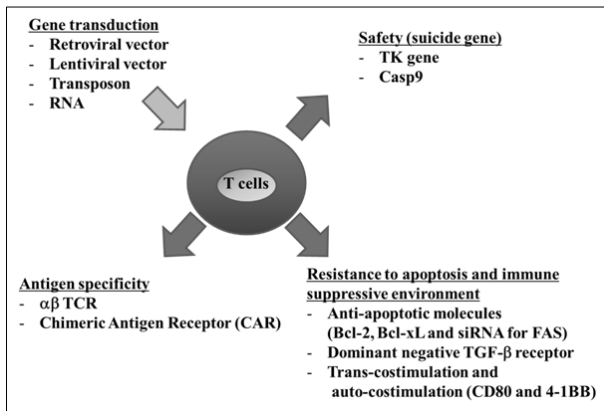 Gene transduction
- Retroviral vector
- Lentiviral vector
- Transposon
- RNA
Safety (suicide gene)
- TK gene
- Casp9
T cells
Antigen specificity
- αβ TCR
- Chimeric Antigen Receptor (CAR)
Resistance to apoptosis and immune
suppressive environment
- Anti-apoptotic molecules
(Bcl-2, Bcl-xL and siRNA for FAS)
- Dominant negative TGF-β receptor
- Trans-costimulation and
auto-costimulation (CD80 and 4-1BB)